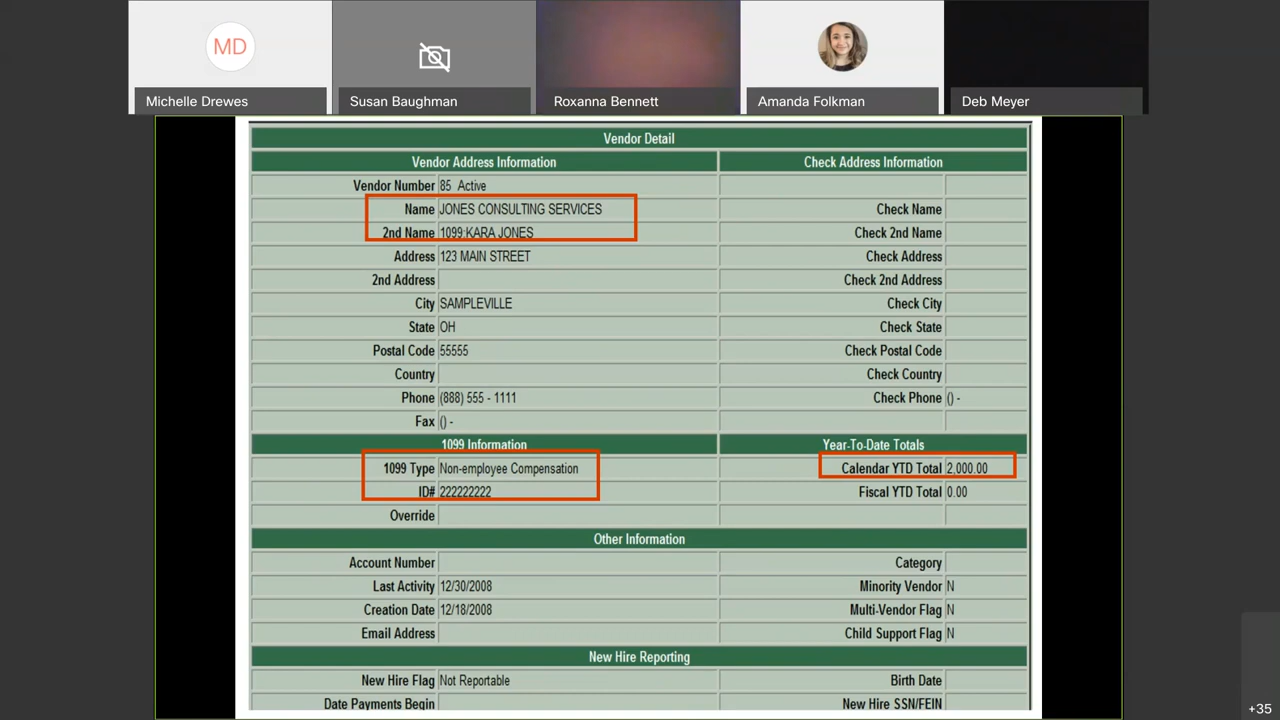 MD
Michelle Drewes
Susan Baughman
Roxanna Bennett
Amanda Folkman
Deb Meyer
Vendor Detail
Vendor Address Information
Check Address Information
Vendor Number 85 Active
Name JONES CONSULTING SERVICES
Check Name
2nd Name 1099:KARA JONES
Check 2nd Name
Address 123 MAIN STREET
Check Address
2nd Address
Check 2nd Address
City SAMPLEVILLE
Check City
State OH
Check State
Postal Code 55555
Check Postal Code
Country
Check Country
Phone (888) 555 - 1111
Check Phone () -
Fax () -
1099 Information
Year-To-Date Totals
1099 Type Non-employee Compensation
Calendar YTD Total 2,000.00
ID# 222222222
Fiscal YTD Total 0.00
Override
Other Information
Account Number
Category
Last Activity 12/30/2008
Minority Vendor N
Creation Date 12/18/2008
Multi-Vendor Flag N
Email Address
Child Support Flag N
New Hire Reporting
New Hire Flag Not Reportable
Birth Date
Date Payments Begin
New Hire SSN/FEIN
+35